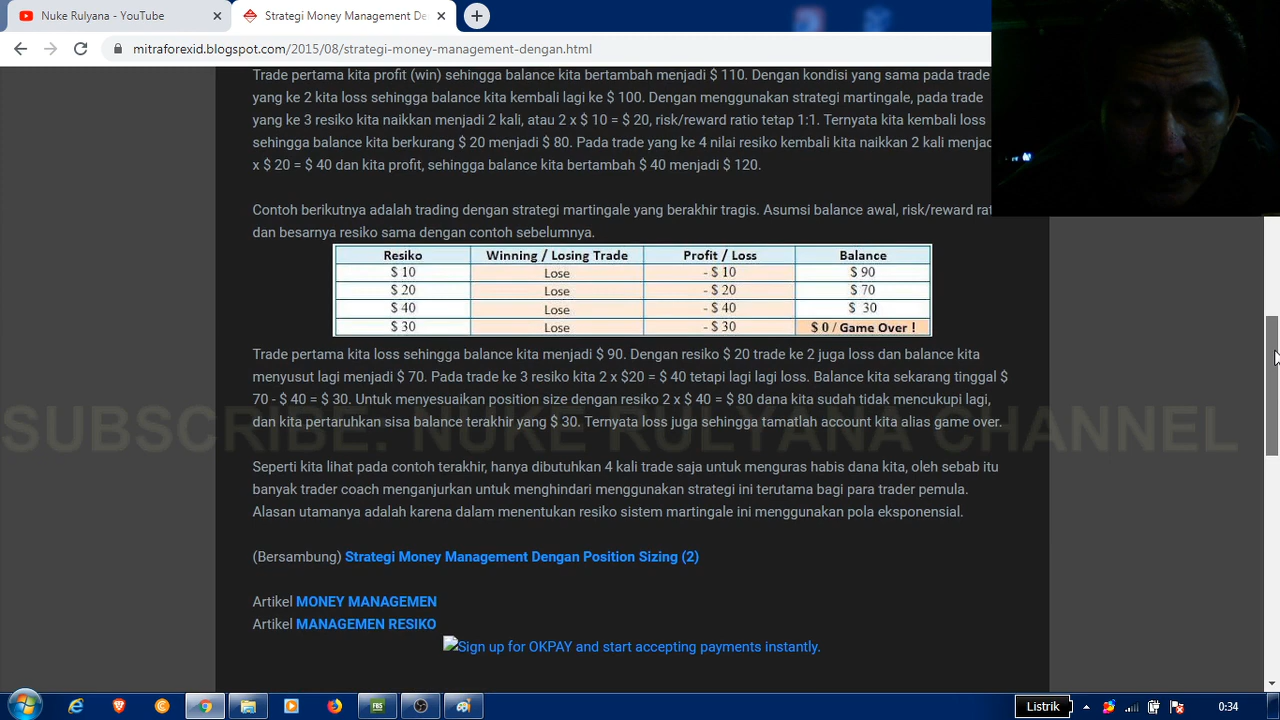 Nuke Rulyana - YouTube
Strategi Money Management De
mitraforexid.blogspot.com/2015/08/strategi-money-management-dengan.html
Trade pertama kita profit (win) sehingga balance kita bertambah menjadi $ 110. Dengan kondisi yang sama pada trade
yang ke 2 kita loss sehingga balance kita kembali lagi ke $ 100. Dengan menggunakan strategi martingale, pada trade
yang ke 3 resiko kita naikkan menjadi 2 kali, atau 2 x $ 10 = $ 20, risk/reward ratio tetap 1:1. Ternyata kita kembali loss
sehingga balance kita berkurang $ 20 menjadi $ 80. Pada trade yang ke 4 nilai resiko kembali kita naikkan 2 kali menjad
x $ 20 = $ 40 dan kita profit, sehingga balance kita bertambah $ 40 menjadi $ 120.
Contoh berikutnya adalah trading dengan strategi martingale yang berakhir tragis. Asumsi balance awal, risk/reward rat
dan besarnya resiko sama dengan contoh sebelumnya.
Resiko Winning / Losing Trade Profit / Loss Balance
$ 10 Lose - $ 10 $ 90
$ 20 Lose - $ 20 $ 70
$ 40 Lose - $ 40 $ 30
$ 30 Lose - $ 30 $ 0 / Game Over !
Trade pertama kita loss sehingga balance kita menjadi $ 90. Dengan resiko $ 20 trade ke 2 juga loss dan balance kita
menyusut lagi menjadi $ 70. Pada trade ke 3 resiko kita 2 x $20 = $ 40 tetapi lagi lagi loss. Balance kita sekarang tinggal $
70 - $ 40 = $ 30. Untuk menyesuaikan position size dengan resiko 2 x $ 40 = $ 80 dana kita sudah tidak mencukupi lagi,
dan kita pertaruhkan sisa balance terakhir yang $ 30. Ternyata loss juga sehingga tamatlah account kita alias game over.
SUBSCRIBE: NUKE RULYANA CHANNEL
Seperti kita lihat pada contoh terakhir, hanya dibutuhkan 4 kali trade saja untuk menguras habis dana kita, oleh sebab itu
banyak trader coach menganjurkan untuk menghindari menggunakan strategi ini terutama bagi para trader pemula.
Alasan utamanya adalah karena dalam menentukan resiko sistem martingale ini menggunakan pola eksponensial.
(Bersambung) Strategi Money Management Dengan Position Sizing (2)
Artikel MONEY MANAGEMEN
Artikel MANAGEMEN RESIKO
Sign up for OKPAY and start accepting payments instantly.
FBS
Listrik
0:34